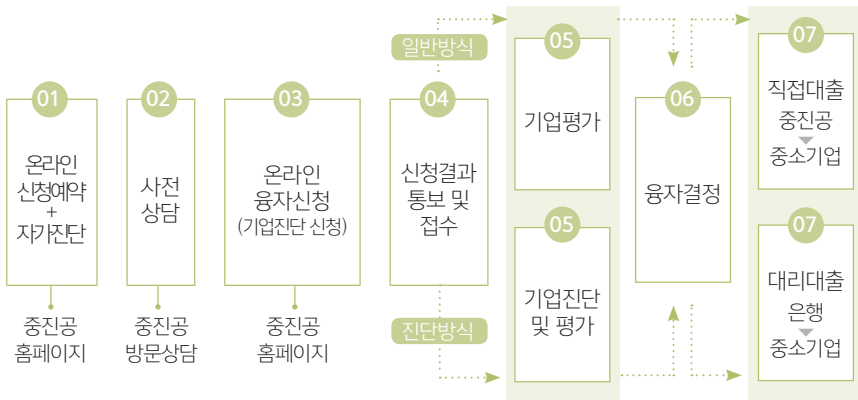 01
온라인
신청예약
+
자가진단
중진공
홈페이지
02
사전
상담
중진공
방문상담
03
온라인
융자신청
(기업진단 신청)
중진공
홈페이지
04
신청결과
통보 및
접수
일반방식
진단방식
05
기업평가
05
기업진단
및 평가
06
융자결정
07
직접대출
중진공
중소기업
07
대리대출
은행
중소기업